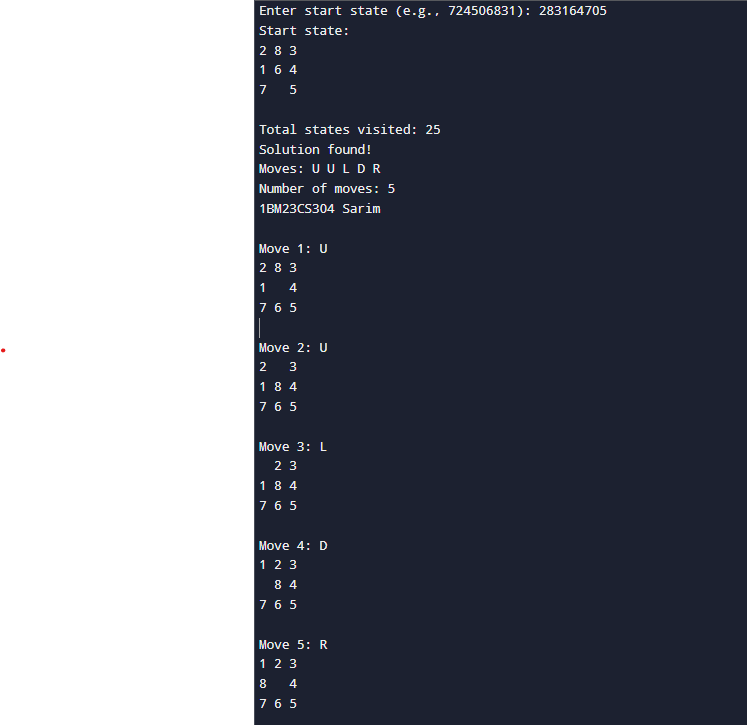 Enter start state (e.g., 724506831): 283164705
Start state:
2 8 3
1 6 4
7   5

Total states visited: 25
Solution found!
Moves: U U L D R
Number of moves: 5
1BM23CS304 Sarim

Move 1: U
2 8 3
1   4
7 6 5

Move 2: U
2   3
1 8 4
7 6 5

Move 3: L
  2 3
1 8 4
7 6 5

Move 4: D
1 2 3
  8 4
7 6 5

Move 5: R
1 2 3
8   4
7 6 5